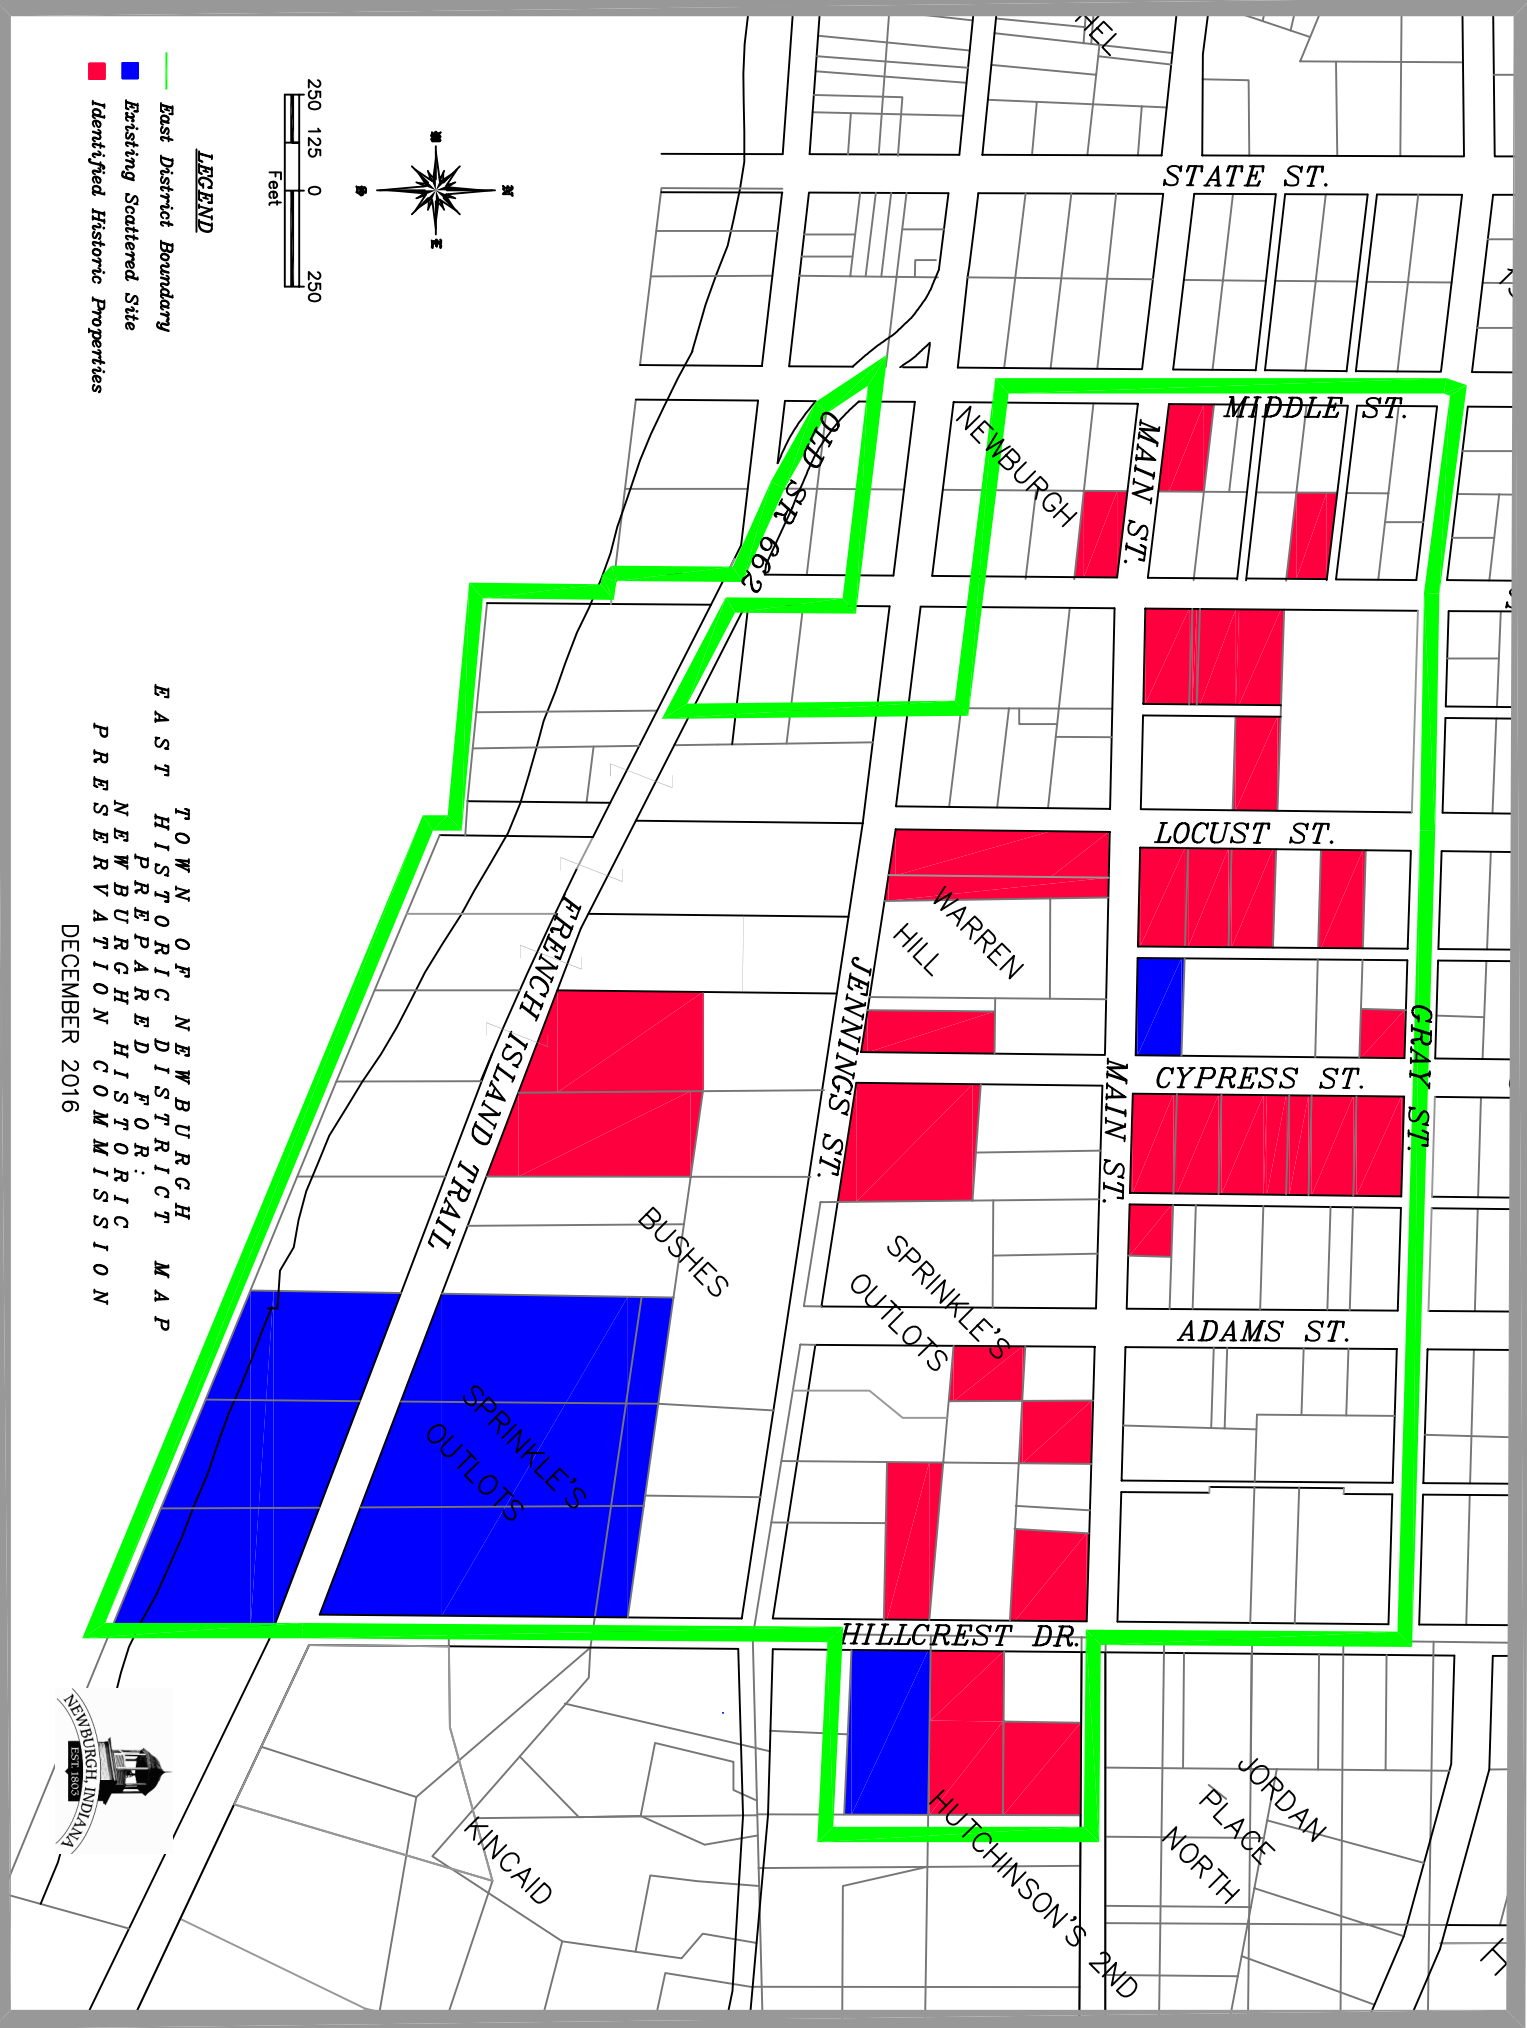 LEGEND
East District Boundary
Existing Scattered Site
Identified Historic Properties
250 125 0 250
Feet
N
E
S
W
TOWN OF NEWBURGH
EAST HISTORIC DISTRICT MAP
PREPARED FOR:
NEWBURGH HISTORIC
PRESERVATION COMMISSION
DECEMBER 2016
STATE ST.
MIDDLE ST.
MAIN ST.
NEWBURGH
OLD SR 662
LOCUST ST.
WARREN
HILL
FRENCH ISLAND TRAIL
JENNINGS ST.
GRAY ST.
CYPRESS ST.
MAIN ST.
BUSHES
SPRINKLE'S
OUTLOTS
ADAMS ST.
SPRINKLE'S
OUTLOTS
HILLCREST DR.
JORDAN
PLACE
NORTH
HUTCHINSON'S 2ND
KINCAID
NEWBURGH, INDIANA
EST. 1803